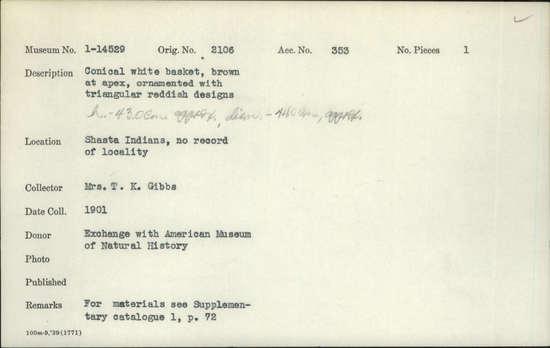 Museum No. 1-14529 Orig. No. 2106 Acc. No. 353 No. Pieces 1
Description Conical white basket, brown
at apex, ornamented with
triangular reddish designs
h. - 43.0cm approx., diam. - 44.0cm, approx.
Location Shasta Indians, no record
of locality
Collector Mrs. T. K. Gibbs
Date Coll. 1901
Donor Exchange with American Museum
of Natural History
Photo
Published
Remarks For materials see Supplemen-
tary catalogue 1, p. 72
100m-9,'39(1771)